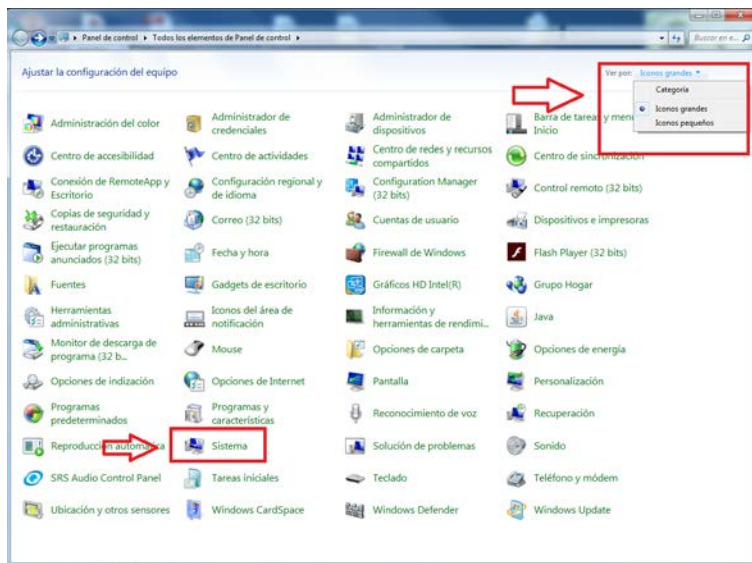 Panel de control ▸ Todos los elementos de Panel de control ▸
Buscar en e...
Ajustar la configuración del equipo
Ver por: Iconos grandes
Categoría
Iconos grandes
Iconos pequeños
Administración del color
Administrador de
credenciales
Administrador de
dispositivos
Barra de tareas y menú
Inicio
Centro de accesibilidad
Centro de actividades
Centro de redes y recursos
compartidos
Centro de sincronización
Conexión de RemoteApp y
Escritorio
Configuración regional y
de idioma
Configuration Manager
(32 bits)
Control remoto (32 bits)
Copias de seguridad y
restauración
Correo (32 bits)
Cuentas de usuario
Dispositivos e impresoras
Ejecutar programas
anunciados (32 bits)
Fecha y hora
Firewall de Windows
Flash Player (32 bits)
Fuentes
Gadgets de escritorio
Gráficos HD Intel(R)
Grupo Hogar
Herramientas
administrativas
Iconos del área de
notificación
Información y
herramientas de rendimi...
Java
Monitor de descarga de
programa (32 b...
Mouse
Opciones de carpeta
Opciones de energía
Opciones de indización
Opciones de Internet
Pantalla
Personalización
Programas
predeterminados
Programas y
características
Reconocimiento de voz
Recuperación
Reproducción automática
Sistema
Solución de problemas
Sonido
SRS Audio Control Panel
Tareas iniciales
Teclado
Teléfono y módem
Ubicación y otros sensores
Windows CardSpace
Windows Defender
Windows Update